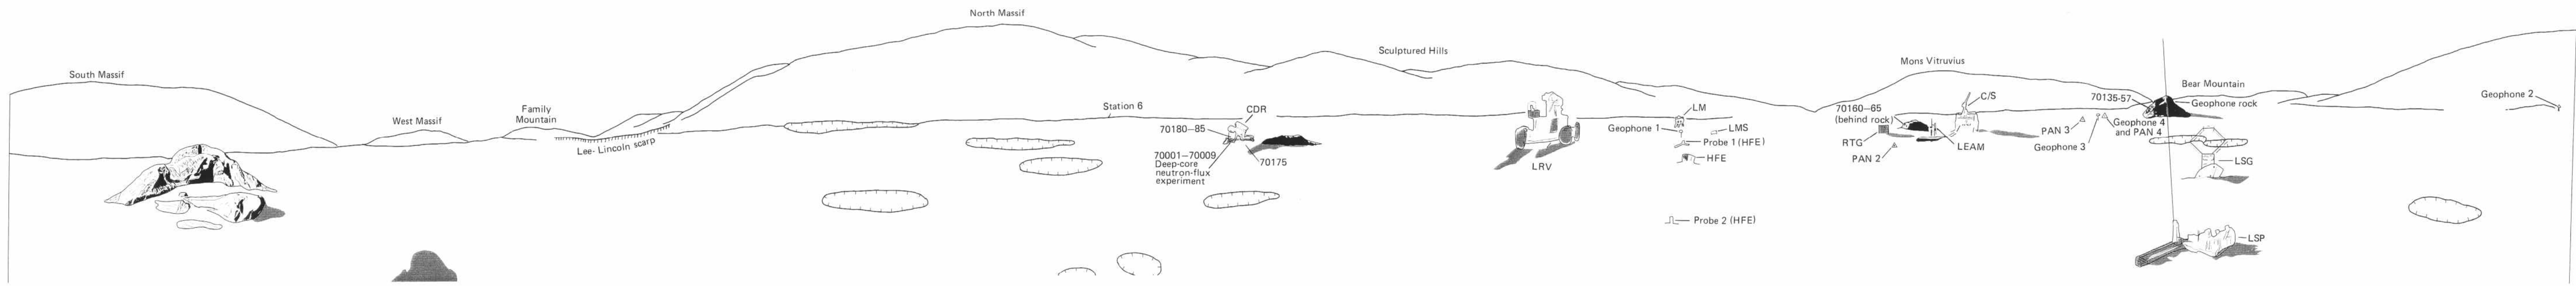 South Massif
West Massif
Family
Mountain
Lee-Lincoln scarp
North Massif
Station 6
CDR
70180–85
70001–70009
Deep-core
neutron-flux
experiment
70175
Sculptured Hills
LRV
LM
Geophone 1
LMS
Probe 1 (HFE)
HFE
Probe 2 (HFE)
Mons Vitruvius
70160–65
(behind rock)
C/S
RTG
LEAM
PAN 2
PAN 3
Geophone 3
70135-57
Bear Mountain
Geophone rock
Geophone 4
and PAN 4
LSG
LSP
Geophone 2